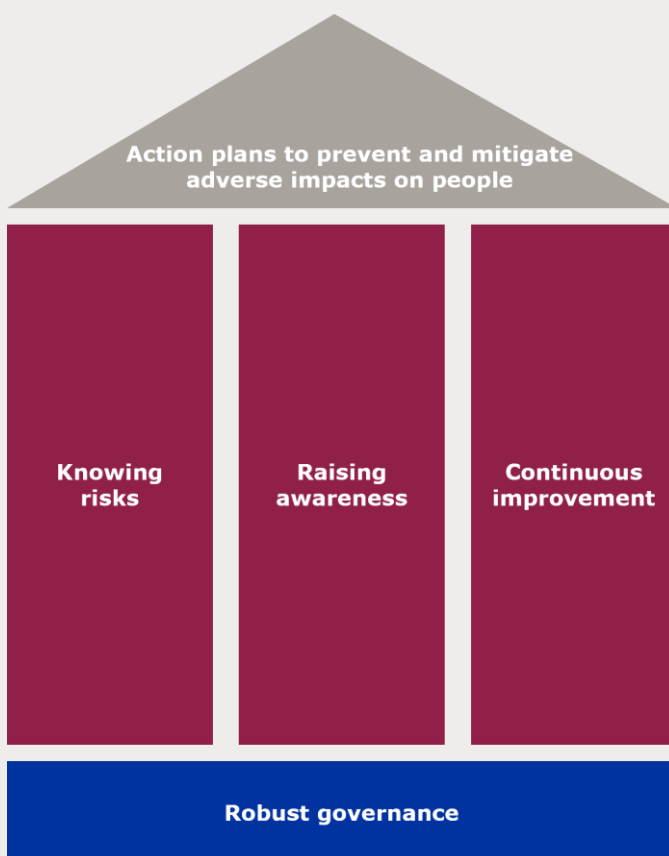 Action plans to prevent and mitigate
adverse impacts on people
Knowing
risks
Raising
awareness
Continuous
improvement
Robust governance